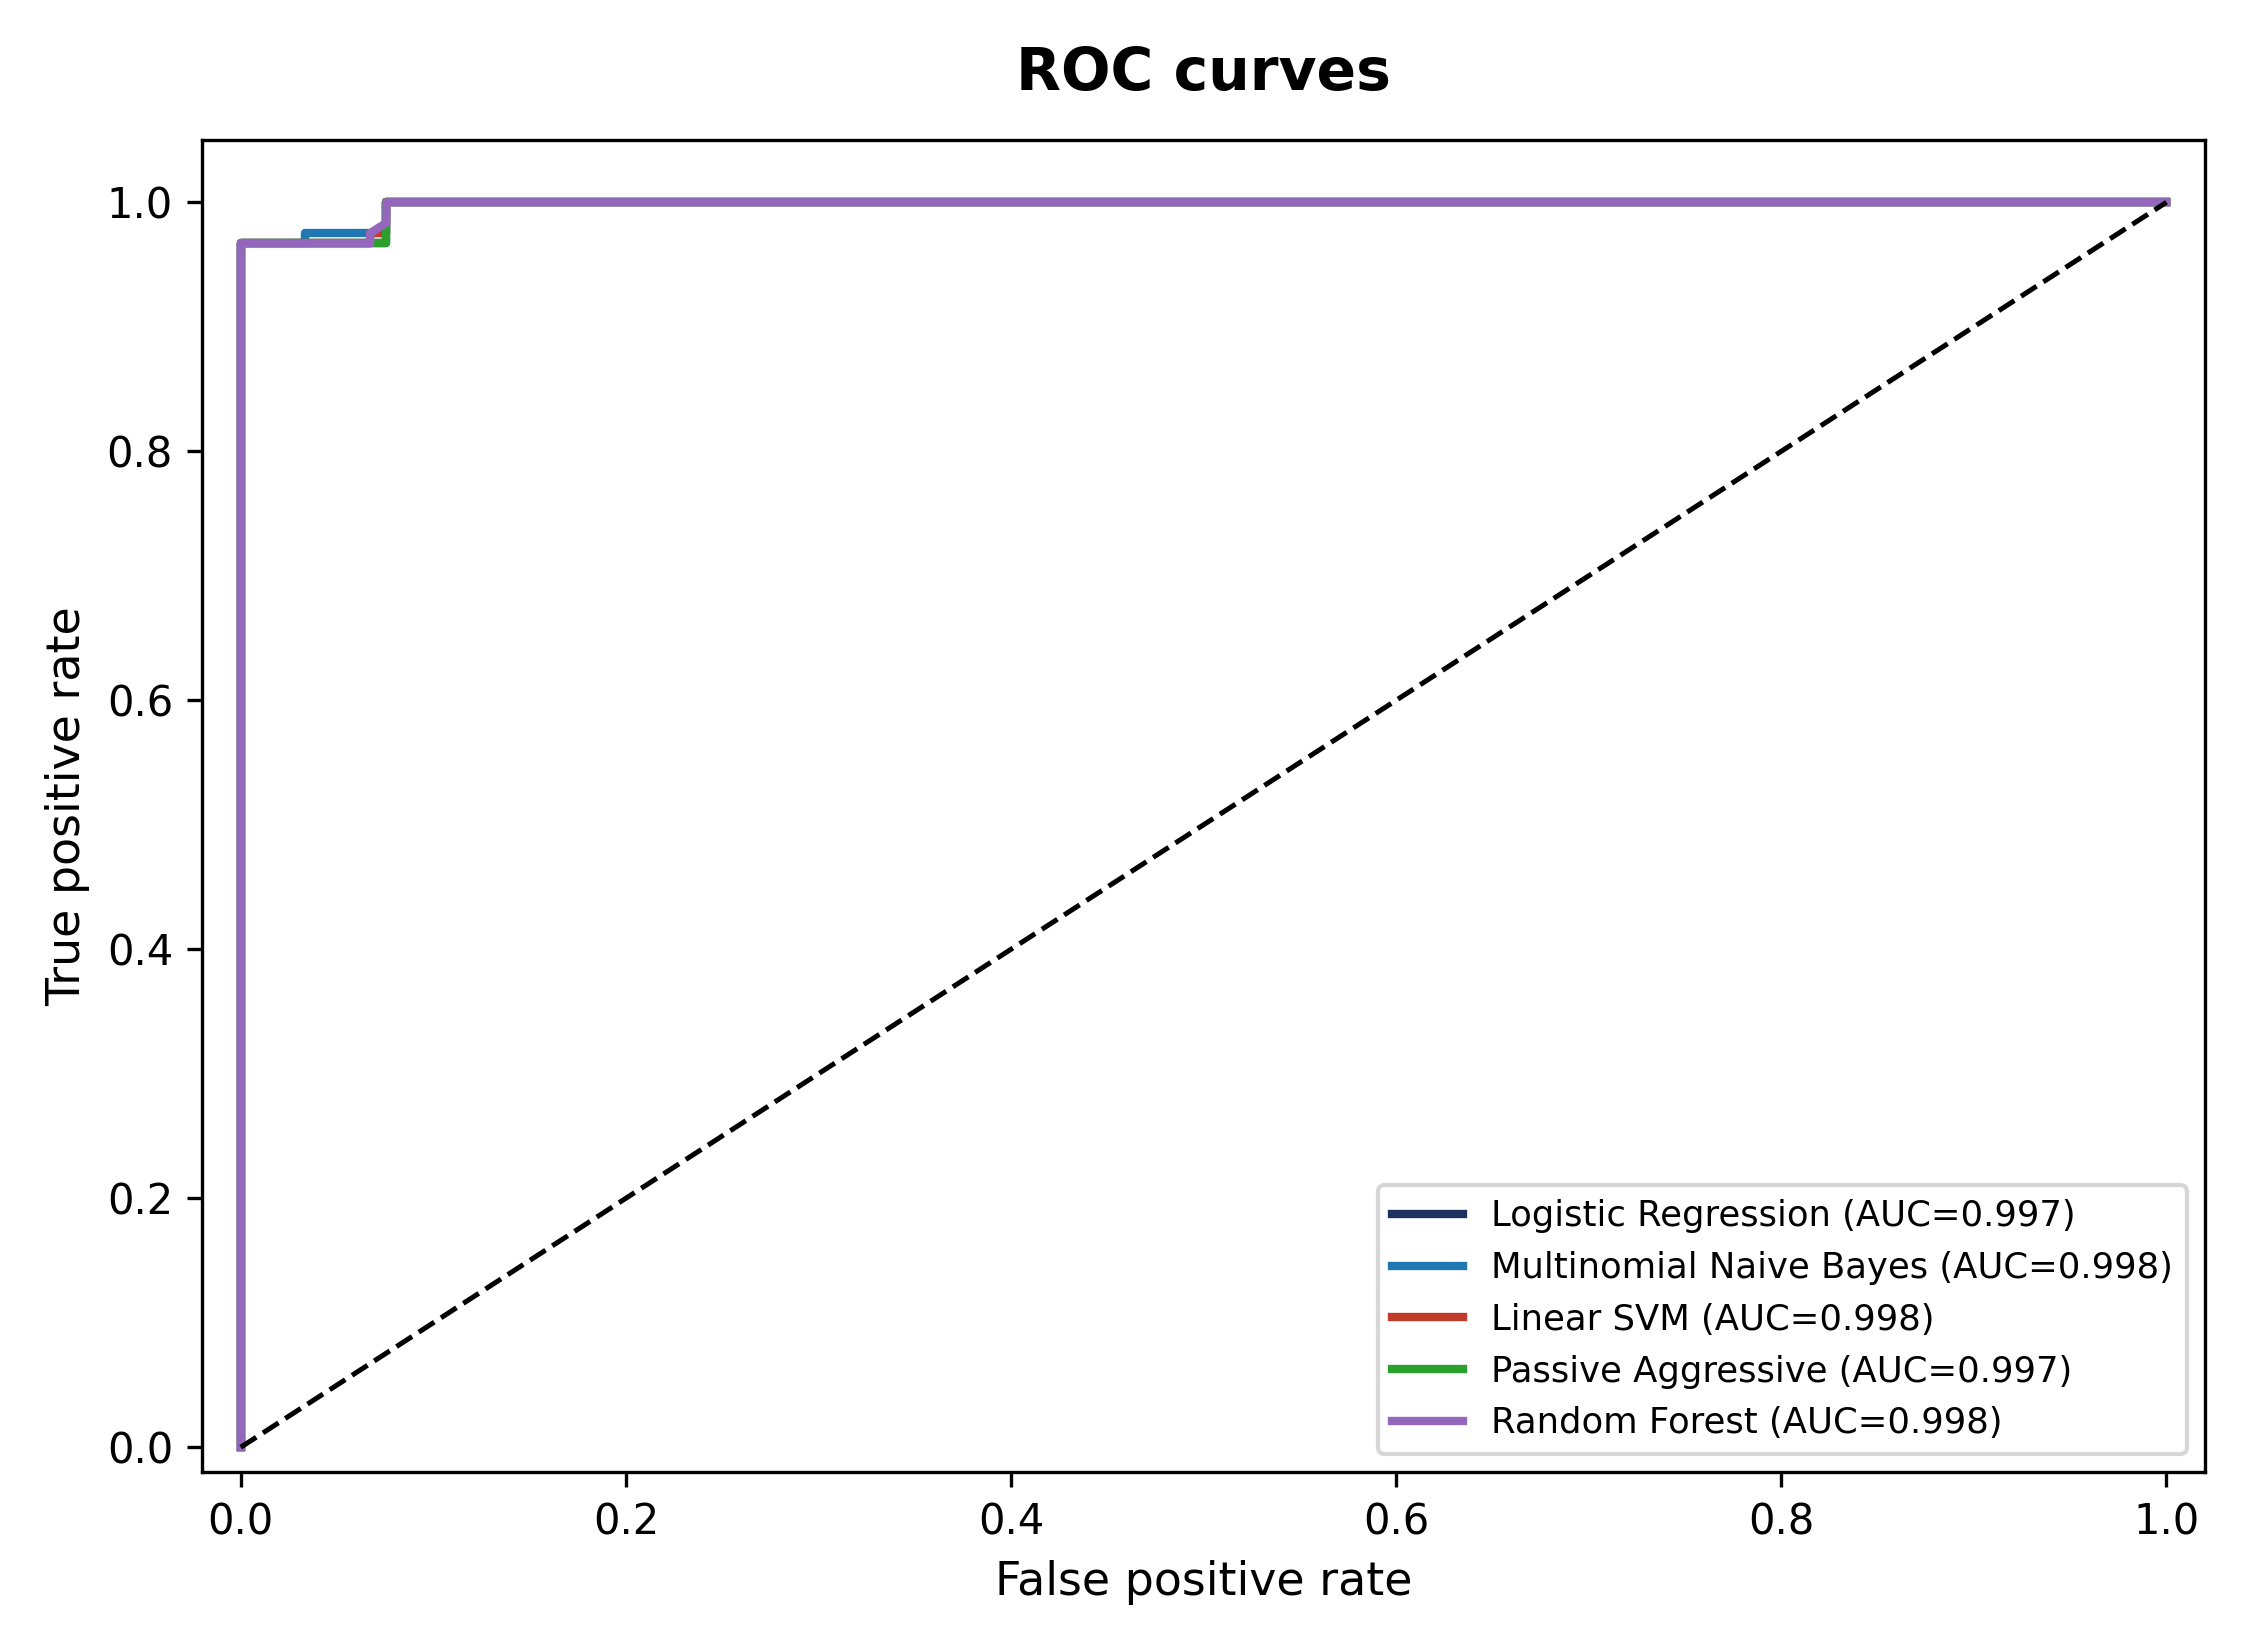 ROC curves
True positive rate
1.0
0.8
0.6
0.4
0.2
0.0
Logistic Regression (AUC=0.997)
Multinomial Naive Bayes (AUC=0.998)
Linear SVM (AUC=0.998)
Passive Aggressive (AUC=0.997)
Random Forest (AUC=0.998)
0.0 0.2 0.4 0.6 0.8 1.0
False positive rate